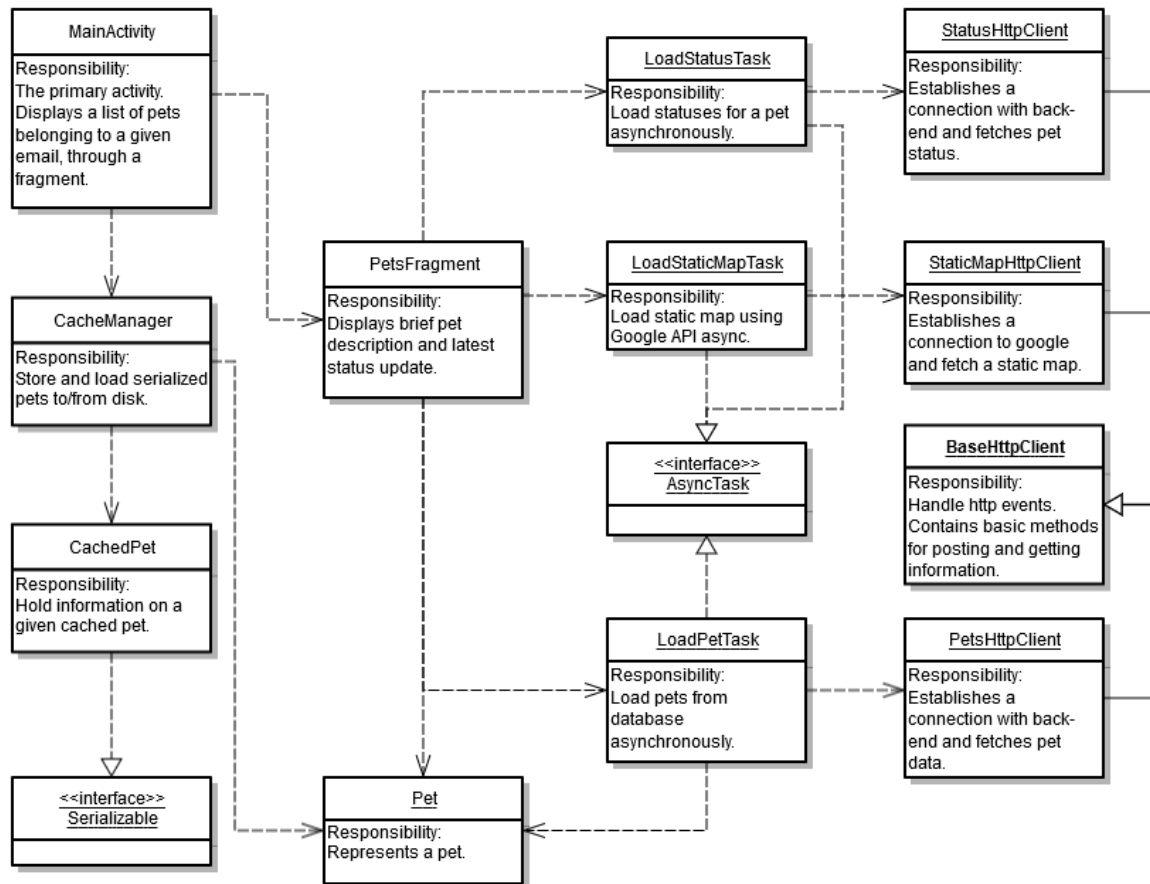 MainActivity
Responsibility:
The primary activity.
Displays a list of pets
belonging to a given
email, through a
fragment.
CacheManager
Responsibility:
Store and load serialized
pets to/from disk.
CachedPet
Responsibility:
Hold information on a
given cached pet.
<<interface>>
Serializable
PetsFragment
Responsibility:
Displays brief pet
description and latest
status update.
Pet
Responsibility:
Represents a pet.
LoadStatusTask
Responsibility:
Load statuses for a pet
asynchronously.
LoadStaticMapTask
Responsibility:
Load static map using
Google API async.
<<interface>>
AsyncTask
LoadPetTask
Responsibility:
Load pets from
database
asynchronously.
StatusHttpClient
Responsibility:
Establishes a
connection with back-
end and fetches pet
status.
StaticMapHttpClient
Responsibility:
Establishes a
connection to google
and fetch a static map.
BaseHttpClient
Responsibility:
Handle http events.
Contains basic methods
for posting and getting
information.
PetsHttpClient
Responsibility:
Establishes a
connection with back-
end and fetches pet
data.